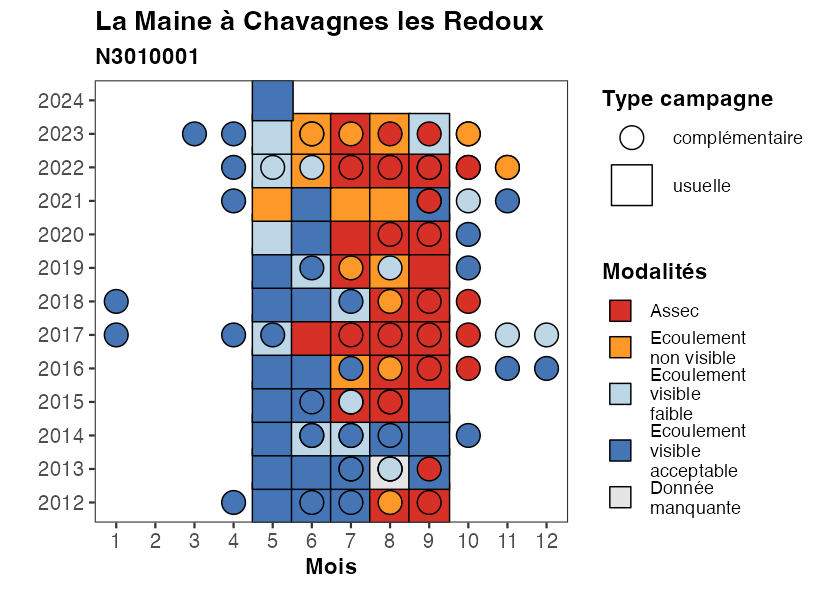 La Maine à Chavagnes les Redoux
N3010001
2024
2023
2022
2021
2020
2019
2018
2017
2016
2015
2014
2013
2012
1 2 3 4 5 6 7 8 9 10 11 12
Mois
Type campagne
complémentaire
usuelle
Modalités
Assec
Ecoulement
non visible
Ecoulement
visible
faible
Ecoulement
visible
acceptable
Donnée
manquante